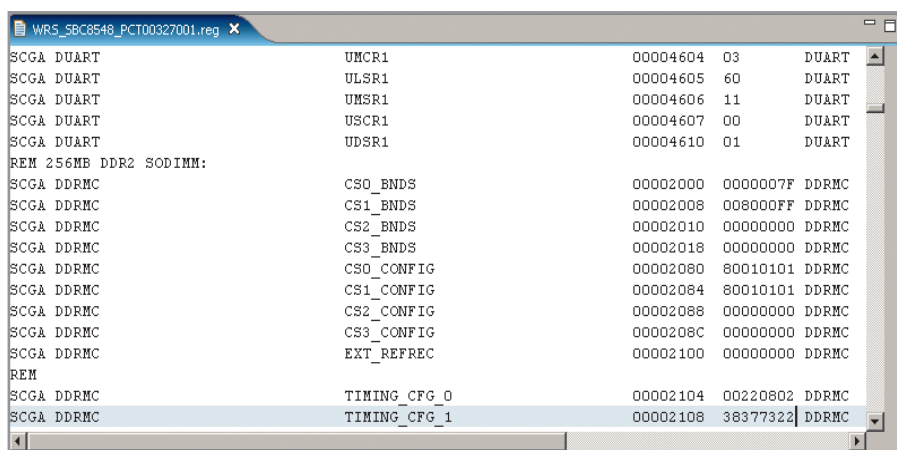 WRS_SBC8548_PCT00327001.reg
SCGA DUART UMCR1 00004604 03 DUART
SCGA DUART ULSR1 00004605 60 DUART
SCGA DUART UMSR1 00004606 11 DUART
SCGA DUART USCR1 00004607 00 DUART
SCGA DUART UDSR1 00004610 01 DUART
REM 256MB DDR2 SODIMM:
SCGA DDRMC CS0_BNDS 00002000 0000007F DDRMC
SCGA DDRMC CS1_BNDS 00002008 008000FF DDRMC
SCGA DDRMC CS2_BNDS 00002010 00000000 DDRMC
SCGA DDRMC CS3_BNDS 00002018 00000000 DDRMC
SCGA DDRMC CS0_CONFIG 00002080 80010101 DDRMC
SCGA DDRMC CS1_CONFIG 00002084 80010101 DDRMC
SCGA DDRMC CS2_CONFIG 00002088 00000000 DDRMC
SCGA DDRMC CS3_CONFIG 0000208C 00000000 DDRMC
SCGA DDRMC EXT_REFREC 00002100 00000000 DDRMC
REM
SCGA DDRMC TIMING_CFG_0 00002104 00220802 DDRMC
SCGA DDRMC TIMING_CFG_1 00002108 38377322 DDRMC